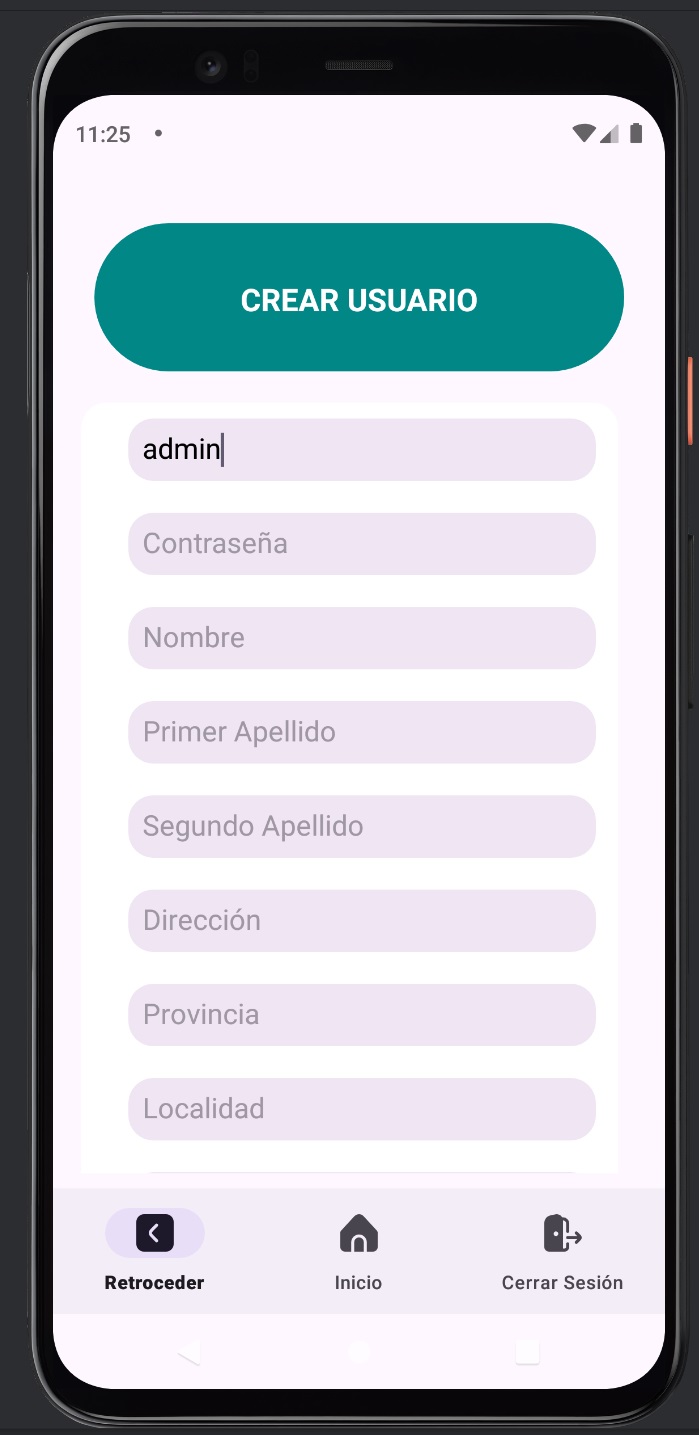 11:25
CREAR USUARIO
admin
Contraseña
Nombre
Primer Apellido
Segundo Apellido
Dirección
Provincia
Localidad
Retroceder
Inicio
Cerrar Sesión